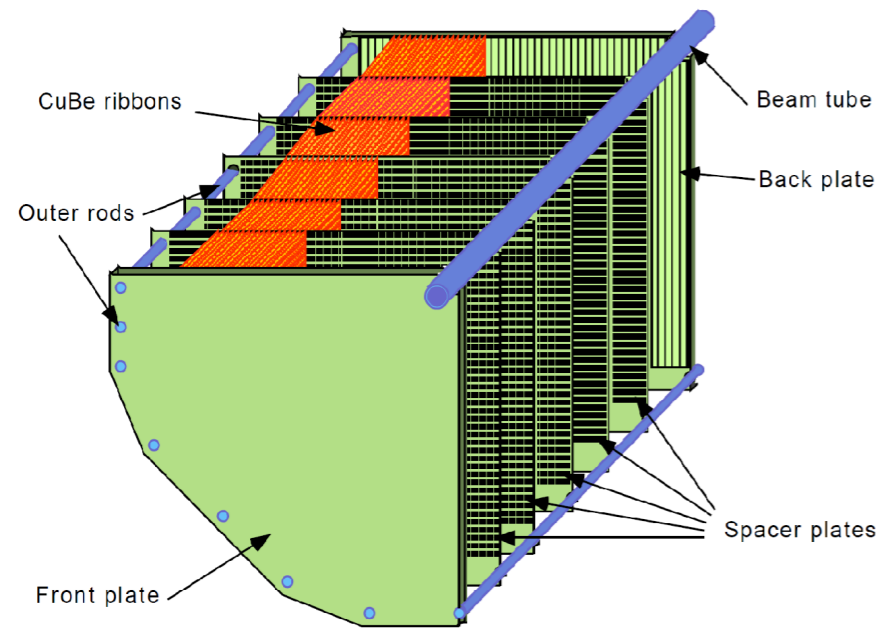 CuBe ribbons
Beam tube
Back plate
Outer rods
Spacer plates
Front plate